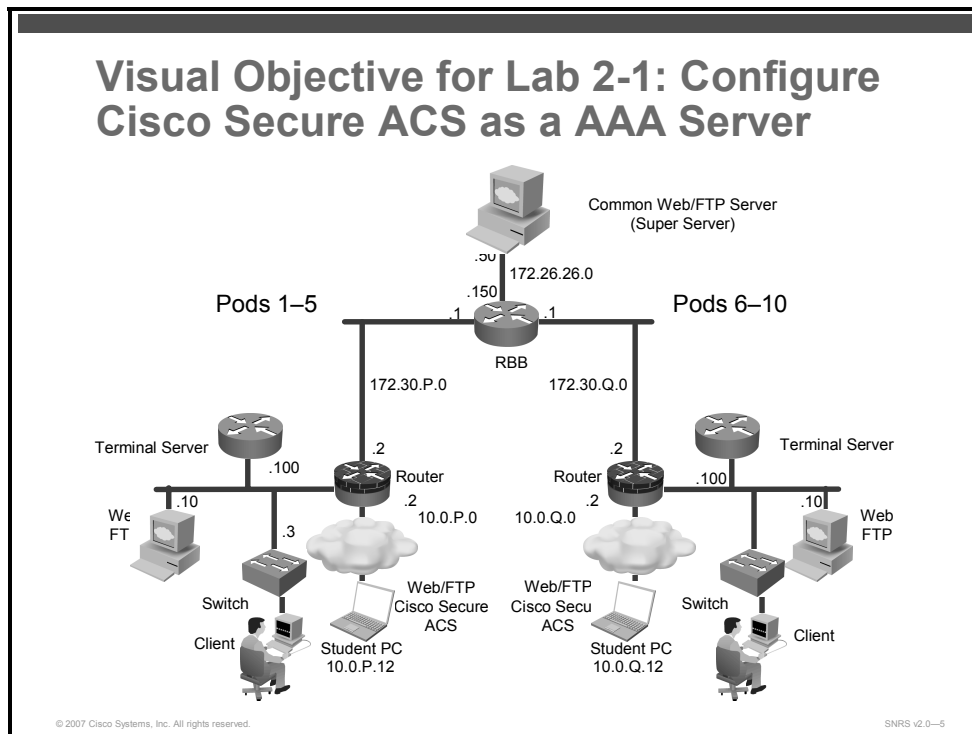 Visual Objective for Lab 2-1: Configure
Cisco Secure ACS as a AAA Server
Common Web/FTP Server
(Super Server)
.50
172.26.26.0
.150
Pods 1–5
Pods 6–10
.1
.1
RBB
172.30.P.0
172.30.Q.0
Terminal Server
Terminal Server
.100
.2
Router
.2
10.0.P.0
.2
Router
.2
10.0.Q.0
.100
.10
.3
.10
Web
FTP
Switch
Client
Web/FTP
Cisco Secure
ACS
Student PC
10.0.P.12
Web/FTP
Cisco Secu
ACS
Student PC
10.0.Q.12
Switch
Client
© 2007 Cisco Systems, Inc. All rights reserved.
SNRS v2.0—5